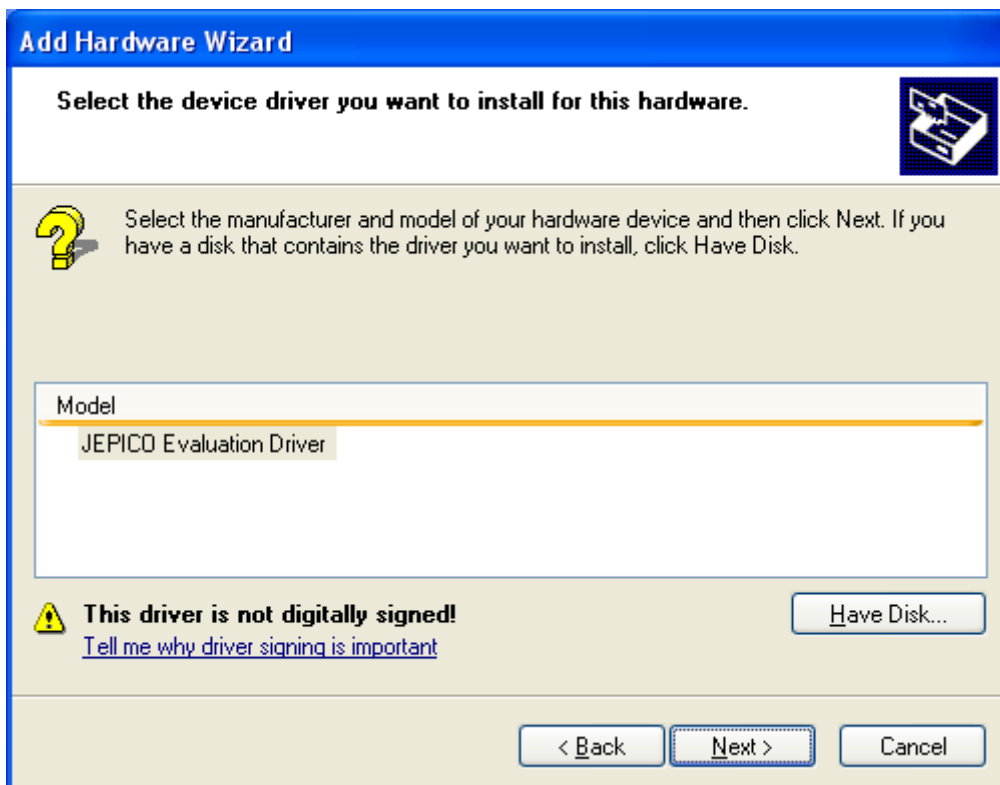 Add Hardware Wizard
Select the device driver you want to install for this hardware.
Select the manufacturer and model of your hardware device and then click Next. If you
have a disk that contains the driver you want to install, click Have Disk.
Model
JEPICO Evaluation Driver
This driver is not digitally signed!
Have Disk...
Tell me why driver signing is important
< Back
Next >
Cancel